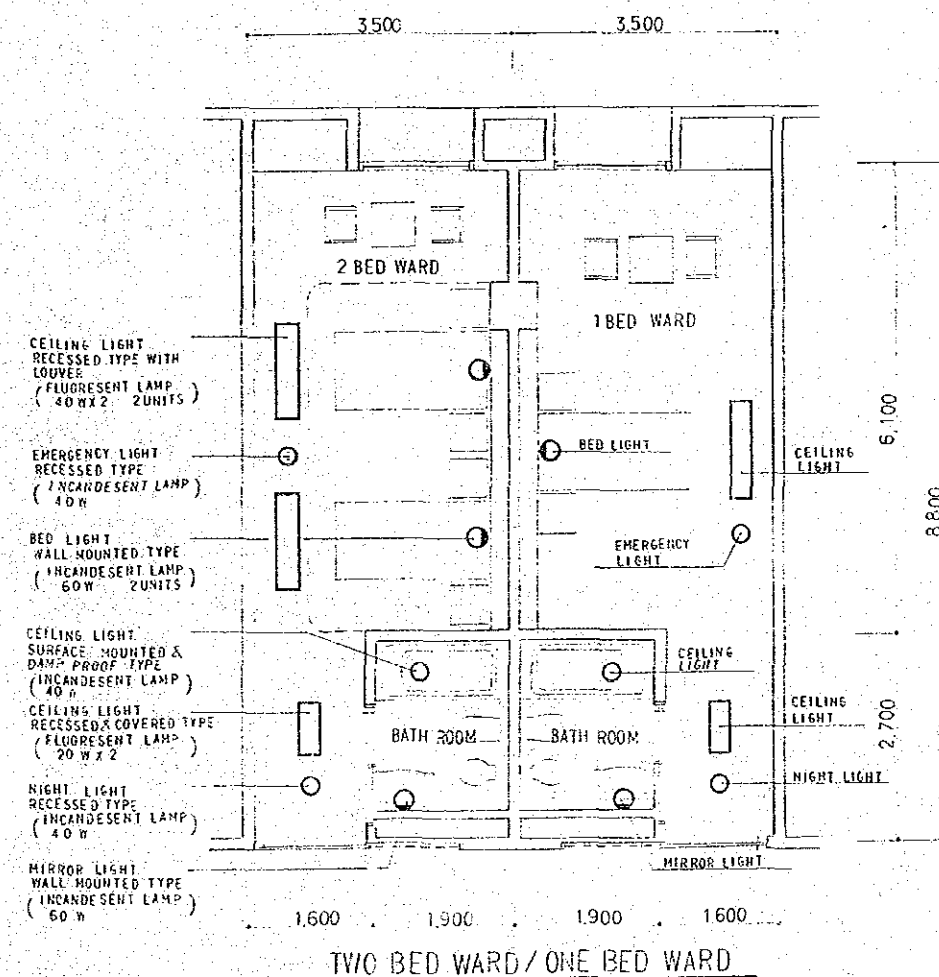 3,500 3,500
2 BED WARD
1 BED WARD
CEILING LIGHT
RECESSED TYPE WITH
LOUVER
( FLUORESENT LAMP
40 W X 2 2 UNITS )
EMERGENCY LIGHT
RECESSED TYPE
( INCANDESENT LAMP )
40 W
BED LIGHT
WALL MOUNTED TYPE
( INCANDESERT LAMP
60 W 2 UNITS )
CEILING LIGHT
SURFACE MOUNTED &
DAMP PROOF TYPE
( INCANDESENT LAMP )
40 W
CEILING LIGHT
RECESSED & COVERED TYPE
( FLUORESENT LAMP
20 W X 2 )
NIGHT LIGHT
RECESSED TYPE
( INCANDESENT LAMP )
40 W
MIRROR LIGHT
WALL MOUNTED TYPE
( INCANDESENT LAMP )
60 W
BED LIGHT
CEILING
LIGHT
EMERGENCY
LIGHT
CEILING
LIGHT
CEILING
LIGHT
BATH ROOM
BATH ROOM
NIGHT LIGHT
MIRROR LIGHT
6,100
8,800
2,700
1,600 1,900 1,900 1,600
TWO BED WARD / ONE BED WARD